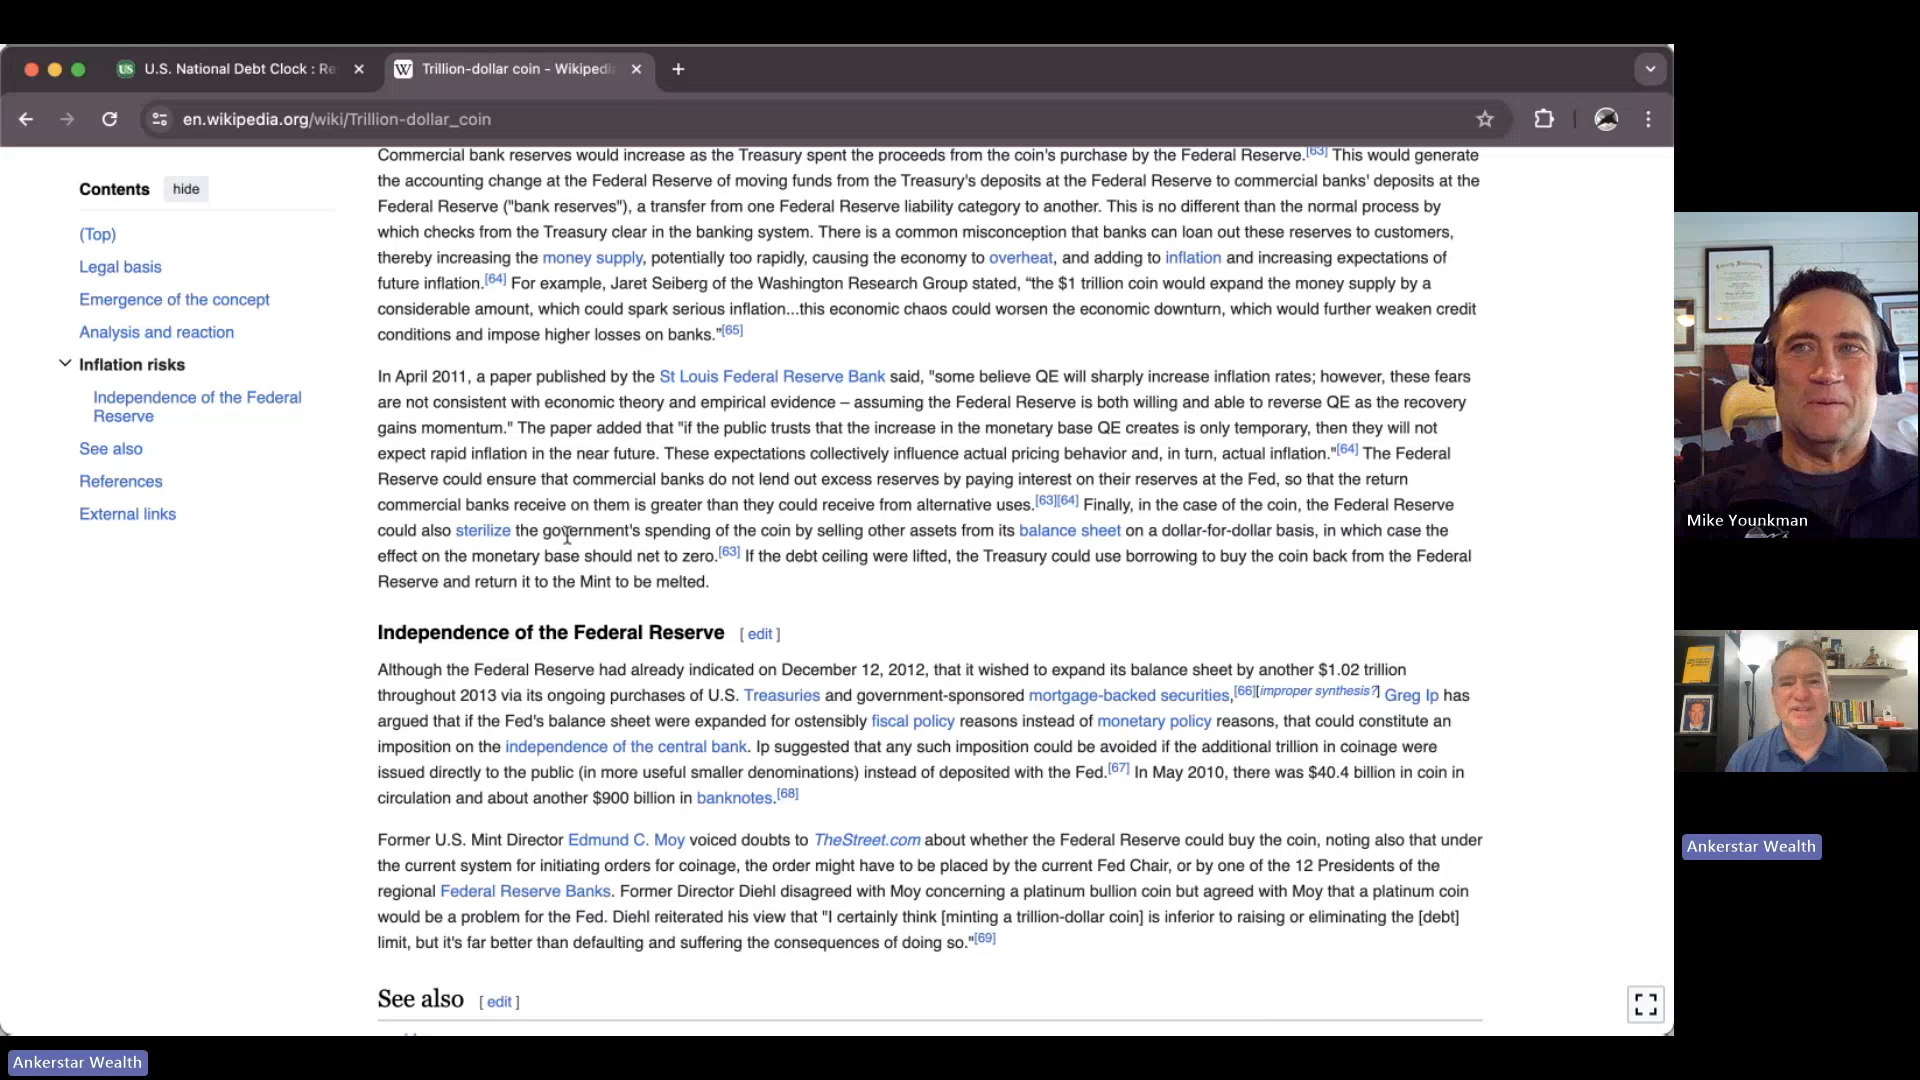 U.S. National Debt Clock : Re
Trillion-dollar coin - Wikipedia
en.wikipedia.org/wiki/Trillion-dollar_coin
Contents hide
(Top)
Legal basis
Emergence of the concept
Analysis and reaction
Inflation risks
Independence of the Federal
Reserve
See also
References
External links
Commercial bank reserves would increase as the Treasury spent the proceeds from the coin's purchase by the Federal Reserve.[63] This would generate
the accounting change at the Federal Reserve of moving funds from the Treasury's deposits at the Federal Reserve to commercial banks' deposits at the
Federal Reserve ("bank reserves"), a transfer from one Federal Reserve liability category to another. This is no different than the normal process by
which checks from the Treasury clear in the banking system. There is a common misconception that banks can loan out these reserves to customers,
thereby increasing the money supply, potentially too rapidly, causing the economy to overheat, and adding to inflation and increasing expectations of
future inflation.[64] For example, Jaret Seiberg of the Washington Research Group stated, “the $1 trillion coin would expand the money supply by a
considerable amount, which could spark serious inflation...this economic chaos could worsen the economic downturn, which would further weaken credit
conditions and impose higher losses on banks.”[65]
In April 2011, a paper published by the St Louis Federal Reserve Bank said, "some believe QE will sharply increase inflation rates; however, these fears
are not consistent with economic theory and empirical evidence – assuming the Federal Reserve is both willing and able to reverse QE as the recovery
gains momentum." The paper added that "if the public trusts that the increase in the monetary base QE creates is only temporary, then they will not
expect rapid inflation in the near future. These expectations collectively influence actual pricing behavior and, in turn, actual inflation."[64] The Federal
Reserve could ensure that commercial banks do not lend out excess reserves by paying interest on their reserves at the Fed, so that the return
commercial banks receive on them is greater than they could receive from alternative uses.[63][64] Finally, in the case of the coin, the Federal Reserve
could also sterilize the government's spending of the coin by selling other assets from its balance sheet on a dollar-for-dollar basis, in which case the
effect on the monetary base should net to zero.[63] If the debt ceiling were lifted, the Treasury could use borrowing to buy the coin back from the Federal
Reserve and return it to the Mint to be melted.
Independence of the Federal Reserve [ edit ]
Although the Federal Reserve had already indicated on December 12, 2012, that it wished to expand its balance sheet by another $1.02 trillion
throughout 2013 via its ongoing purchases of U.S. Treasuries and government-sponsored mortgage-backed securities,[66][improper synthesis?] Greg Ip has
argued that if the Fed's balance sheet were expanded for ostensibly fiscal policy reasons instead of monetary policy reasons, that could constitute an
imposition on the independence of the central bank. Ip suggested that any such imposition could be avoided if the additional trillion in coinage were
issued directly to the public (in more useful smaller denominations) instead of deposited with the Fed.[67] In May 2010, there was $40.4 billion in coin in
circulation and about another $900 billion in banknotes.[68]
Former U.S. Mint Director Edmund C. Moy voiced doubts to TheStreet.com about whether the Federal Reserve could buy the coin, noting also that under
the current system for initiating orders for coinage, the order might have to be placed by the current Fed Chair, or by one of the 12 Presidents of the
regional Federal Reserve Banks. Former Director Diehl disagreed with Moy concerning a platinum bullion coin but agreed with Moy that a platinum coin
would be a problem for the Fed. Diehl reiterated his view that "I certainly think [minting a trillion-dollar coin] is inferior to raising or eliminating the [debt]
limit, but it's far better than defaulting and suffering the consequences of doing so."[69]
See also [ edit ]
Mike Younkman
Ankerstar Wealth
Ankerstar Wealth